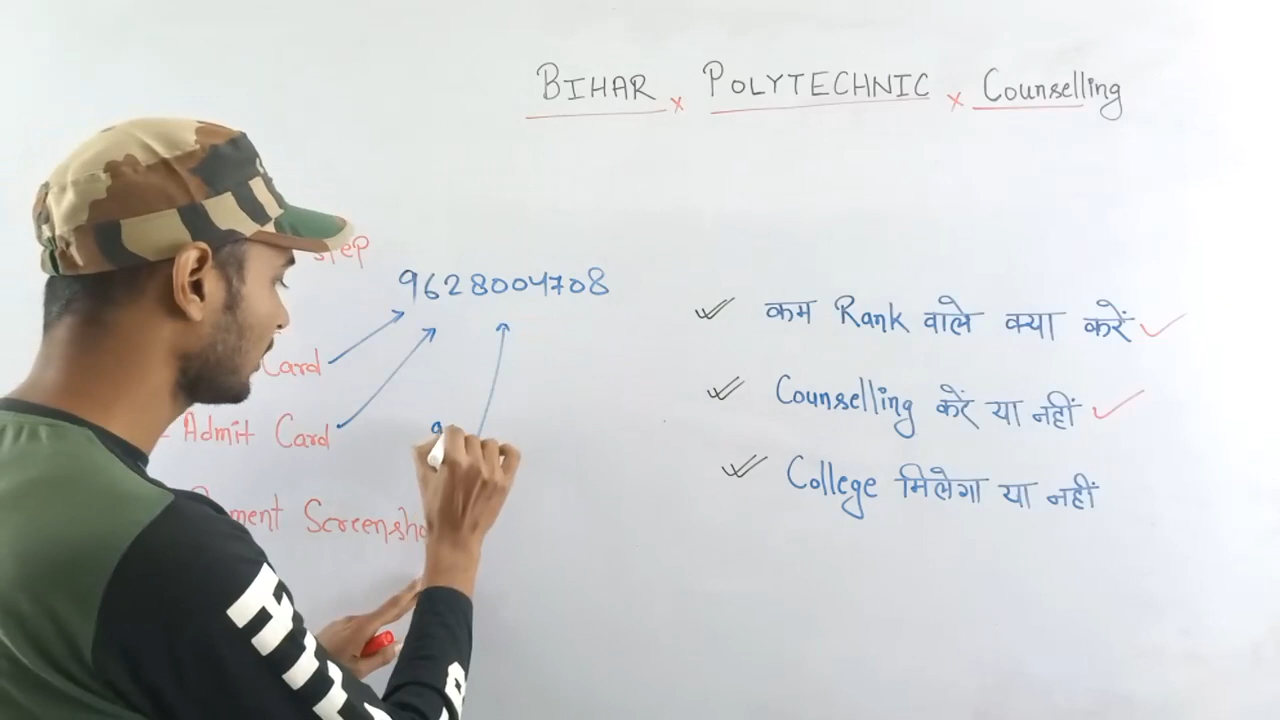 BIHAR x POLYTECHNIC x Counselling
step
9628004708
Card
Admit Card
ment Screensho
कम Rank वाले क्या करें
Counselling करें या नहीं
College मिलेगा या नहीं